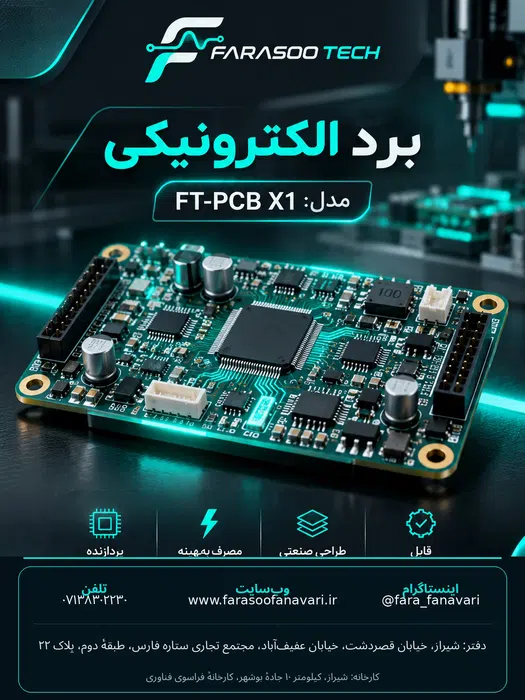 FARASOO TECH
برد الکترونیکی
مدل: FT-PCB X1
100
پردازنده
مصرف بهینه
طراحی صنعتی
قابل
اینستاگرام
@fara_fanavari
وب‌سایت
www.farasoofanavari.ir
تلفن
۰۷۱۳۸۳۰۲۲۳۰
دفتر: شیراز، خیابان قصردشت، خیابان عفیف‌آباد، مجتمع تجاری ستاره فارس، طبقهٔ دوم، پلاک ۲۲
کارخانه: شیراز، کیلومتر ۱۰ جادهٔ بوشهر، کارخانهٔ فراسوی فناوری